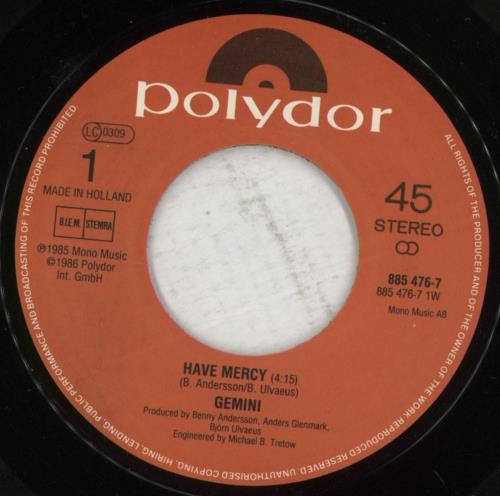 polydor
LC 0309
1
MADE IN HOLLAND
B.I.E.M. STEMRA
℗1985 Mono Music
©1986 Polydor
Int. GmbH
45
STEREO
885 476-7
885 476-7 1W
Mono Music AB
HAVE MERCY (4:15)
(B. Andersson/B. Ulvaeus)
GEMINI
Produced by Benny Andersson, Anders Glenmark,
Björn Ulvaeus
Engineered by Michael B. Tretow
ALL RIGHTS OF THE PRODUCER AND OF THE OWNER OF THE WORK REPRODUCED RESERVED. UNAUTHORISED COPYING, HIRING, LENDING, PUBLIC PERFORMANCE AND BROADCASTING OF THIS RECORD PROHIBITED.